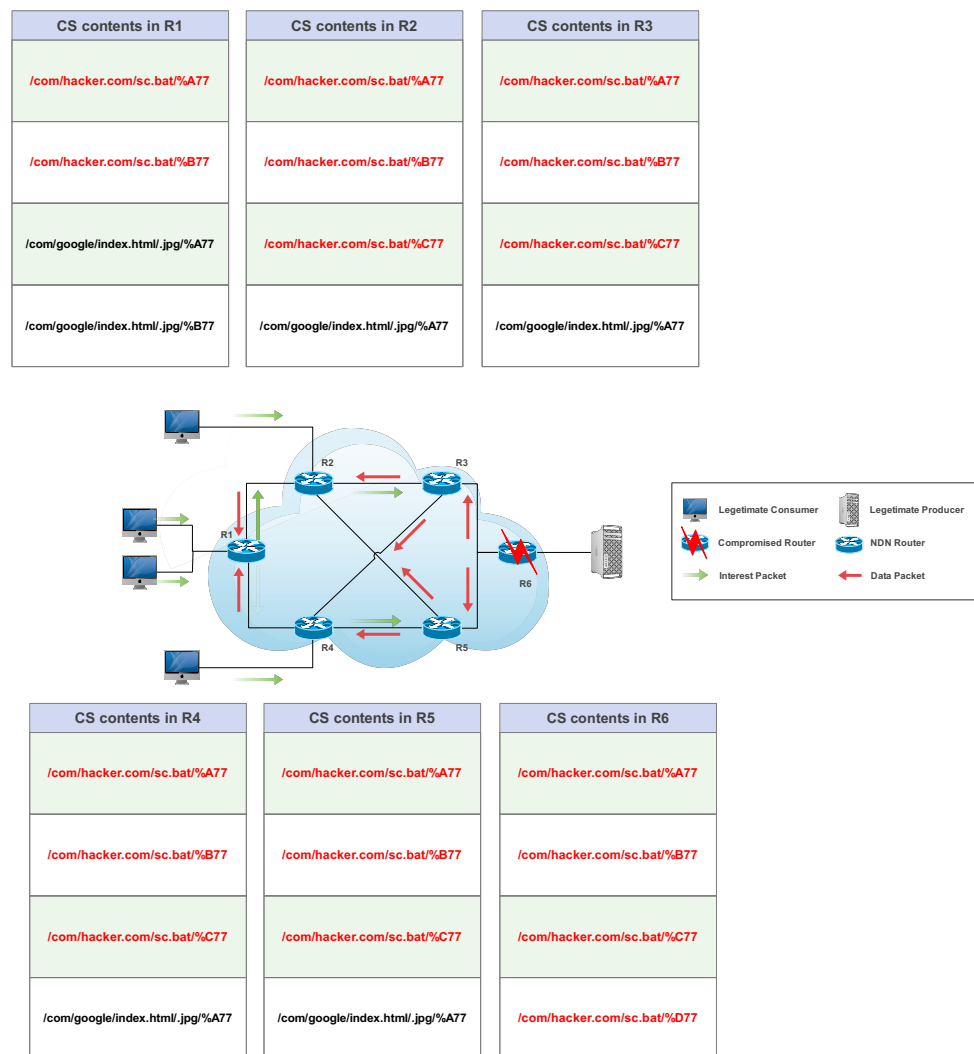 CS contents in R1
CS contents in R2
CS contents in R3
/com/hacker.com/sc.bat/%A77
/com/hacker.com/sc.bat/%A77
/com/hacker.com/sc.bat/%A77
/com/hacker.com/sc.bat/%B77
/com/hacker.com/sc.bat/%B77
/com/hacker.com/sc.bat/%B77
/com/google/index.html/.jpg/%A77
/com/hacker.com/sc.bat/%C77
/com/hacker.com/sc.bat/%C77
/com/google/index.html/.jpg/%B77
/com/google/index.html/.jpg/%A77
/com/google/index.html/.jpg/%A77
R2
R3
R1
R6
R4
R5
Legetimate Consumer
Legetimate Producer
Compromised Router
NDN Router
Interest Packet
Data Packet
CS contents in R4
CS contents in R5
CS contents in R6
/com/hacker.com/sc.bat/%A77
/com/hacker.com/sc.bat/%A77
/com/hacker.com/sc.bat/%A77
/com/hacker.com/sc.bat/%B77
/com/hacker.com/sc.bat/%B77
/com/hacker.com/sc.bat/%B77
/com/hacker.com/sc.bat/%C77
/com/hacker.com/sc.bat/%C77
/com/hacker.com/sc.bat/%C77
/com/google/index.html/.jpg/%A77
/com/google/index.html/.jpg/%A77
/com/hacker.com/sc.bat/%D77